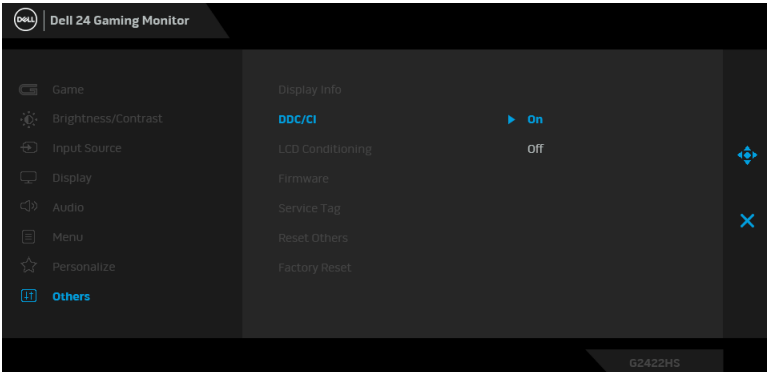 DELL Dell 24 Gaming Monitor
Game Display Info
Brightness/Contrast DDC/CI On
Input Source LCD Conditioning Off
Display Firmware
Audio Service Tag
Menu Reset Others
Personalize Factory Reset
Others
G2422HS